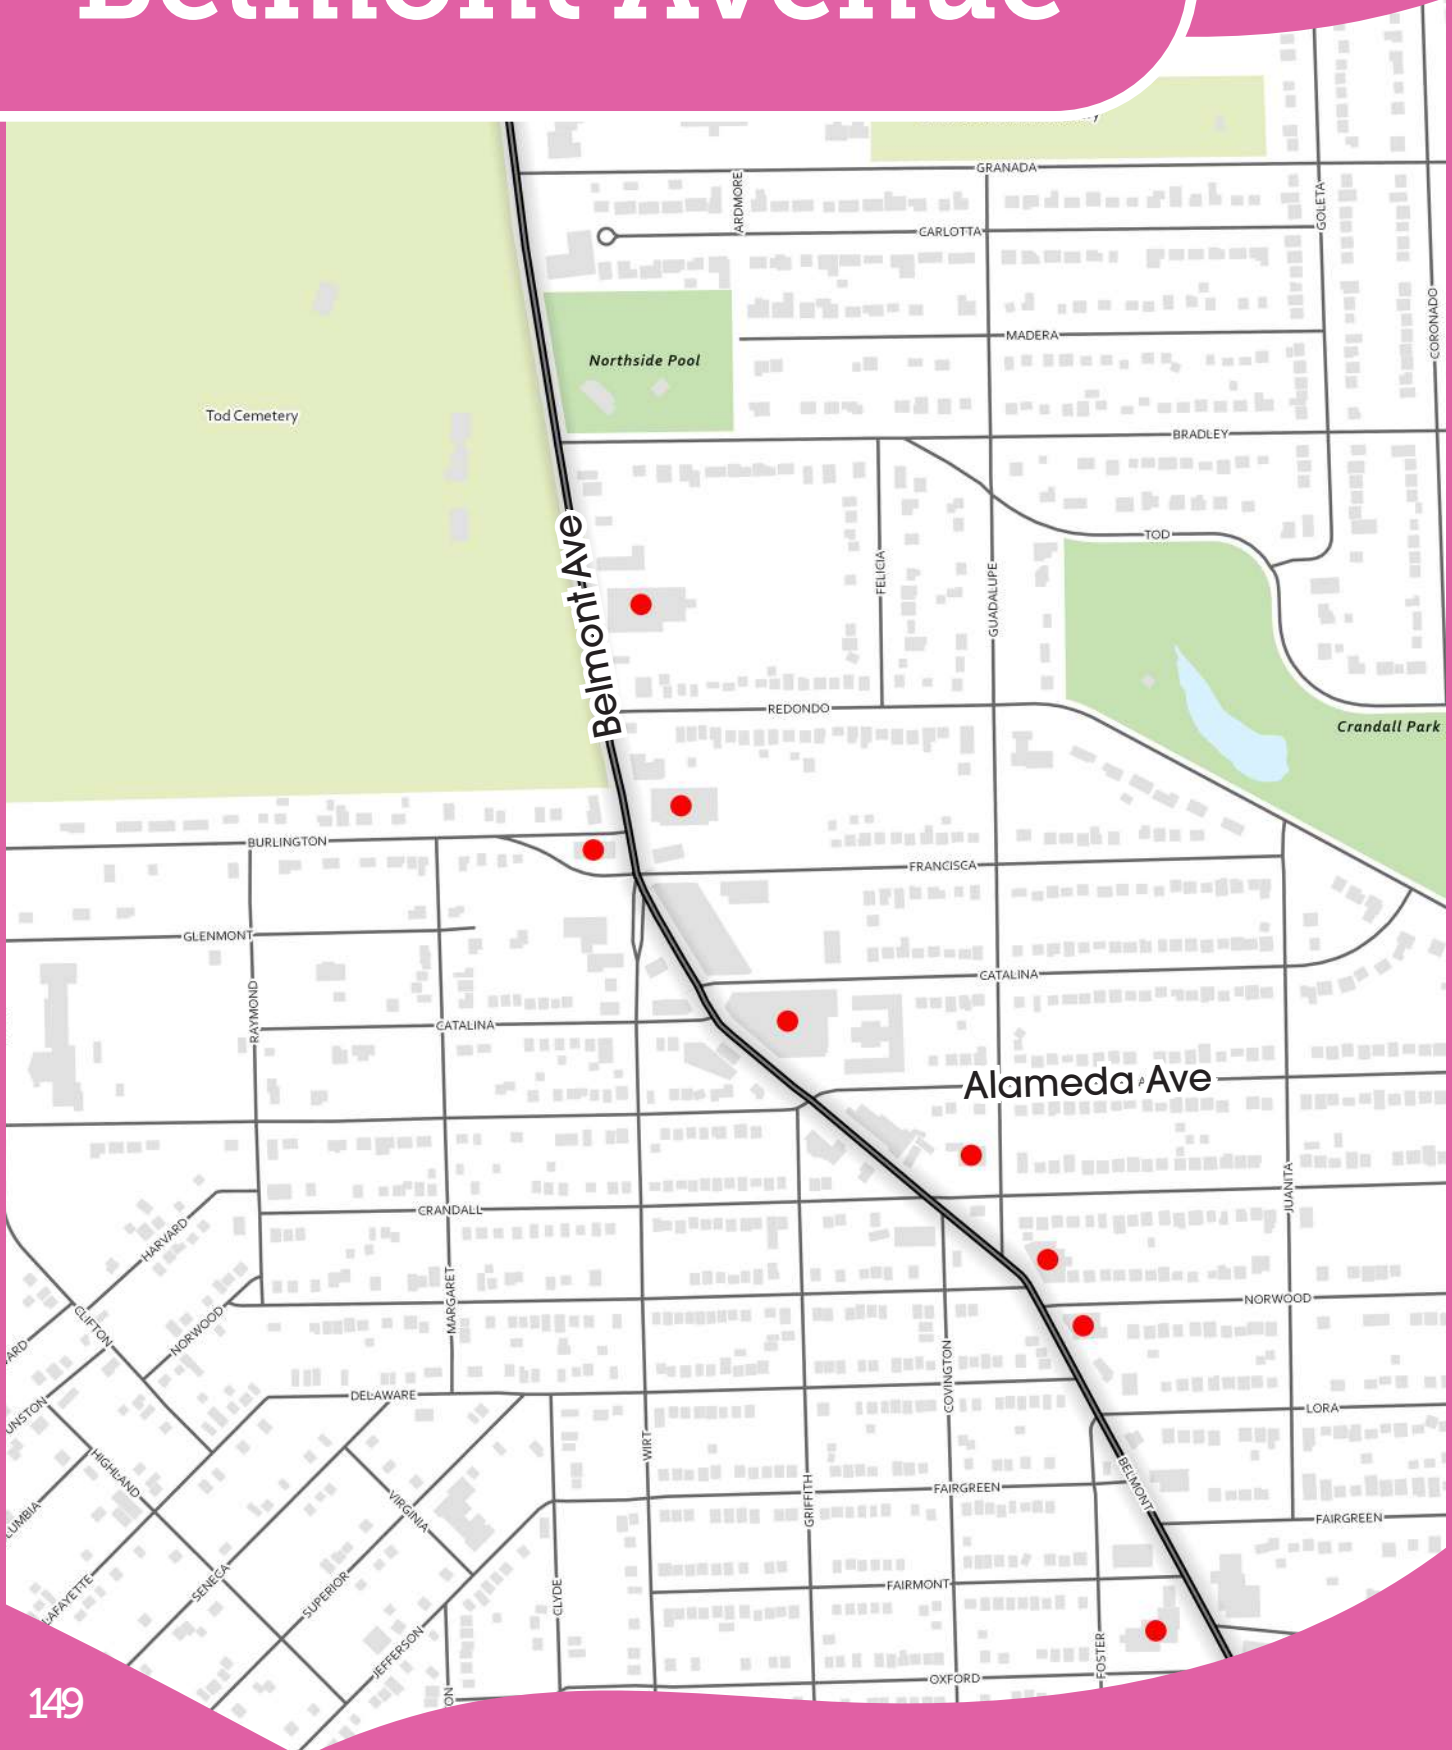 Belmont Avenue
GRANADA
ARDMORE
GOLETA
CARLOTTA
CORONADO
MADERA
Northside Pool
Tod Cemetery
BRADLEY
TOD
Belmont Ave
FELICIA
GUADALUPE
REDONDO
Crandall Park
BURLINGTON
FRANCISCA
GLENMONT
CATALINA
RAYMOND
CATALINA
Alameda Ave
JUANITA
CRANDALL
HARVARD
MARGARET
NORWOOD
CLIFTON
NORWOOD
COVINGTON
DELAWARE
LORA
WIRT
HIGHLAND
BELMONT
FAIRGREEN
GRIFFITH
VIRGINIA
FAIRGREEN
SENECA
SUPERIOR
CLYDE
FAIRMONT
LAFAYETTE
JEFFERSON
FOSTER
OXFORD
149